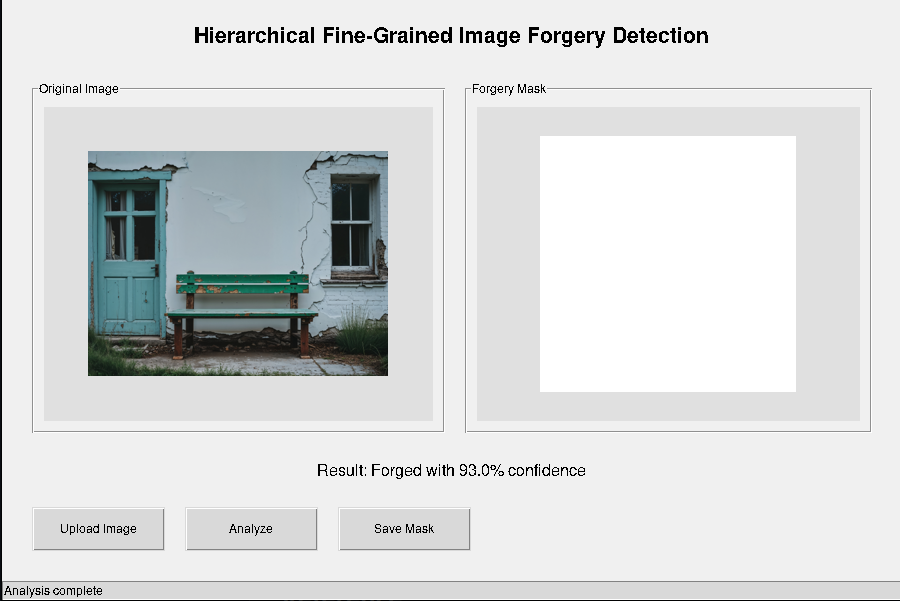 Hierarchical Fine-Grained Image Forgery Detection
Original Image
Forgery Mask
Result: Forged with 93.0% confidence
Upload Image
Analyze
Save Mask
Analysis complete